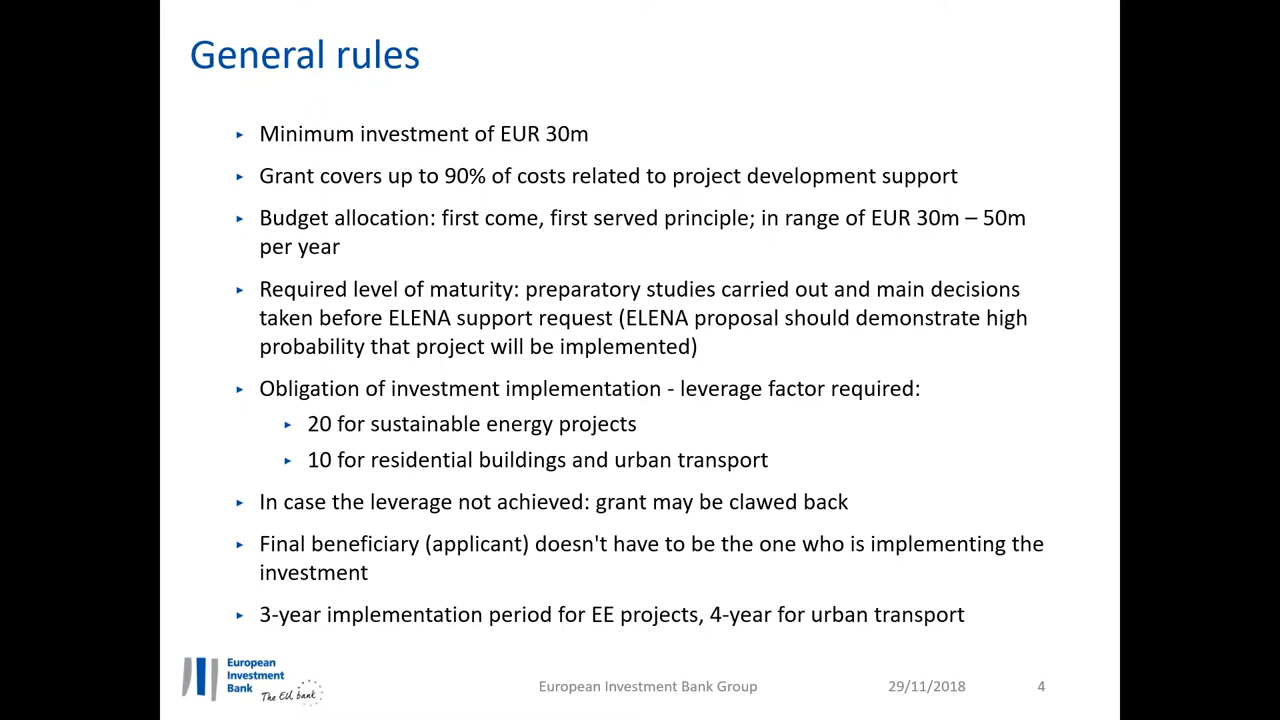 General rules
Minimum investment of EUR 30m
Grant covers up to 90% of costs related to project development support
Budget allocation: first come, first served principle; in range of EUR 30m – 50m
per year
Required level of maturity: preparatory studies carried out and main decisions
taken before ELENA support request (ELENA proposal should demonstrate high
probability that project will be implemented)
Obligation of investment implementation - leverage factor required:
20 for sustainable energy projects
10 for residential buildings and urban transport
In case the leverage not achieved: grant may be clawed back
Final beneficiary (applicant) doesn't have to be the one who is implementing the
investment
3-year implementation period for EE projects, 4-year for urban transport
European
Investment
Bank
The EU bank
European Investment Bank Group
29/11/2018
4